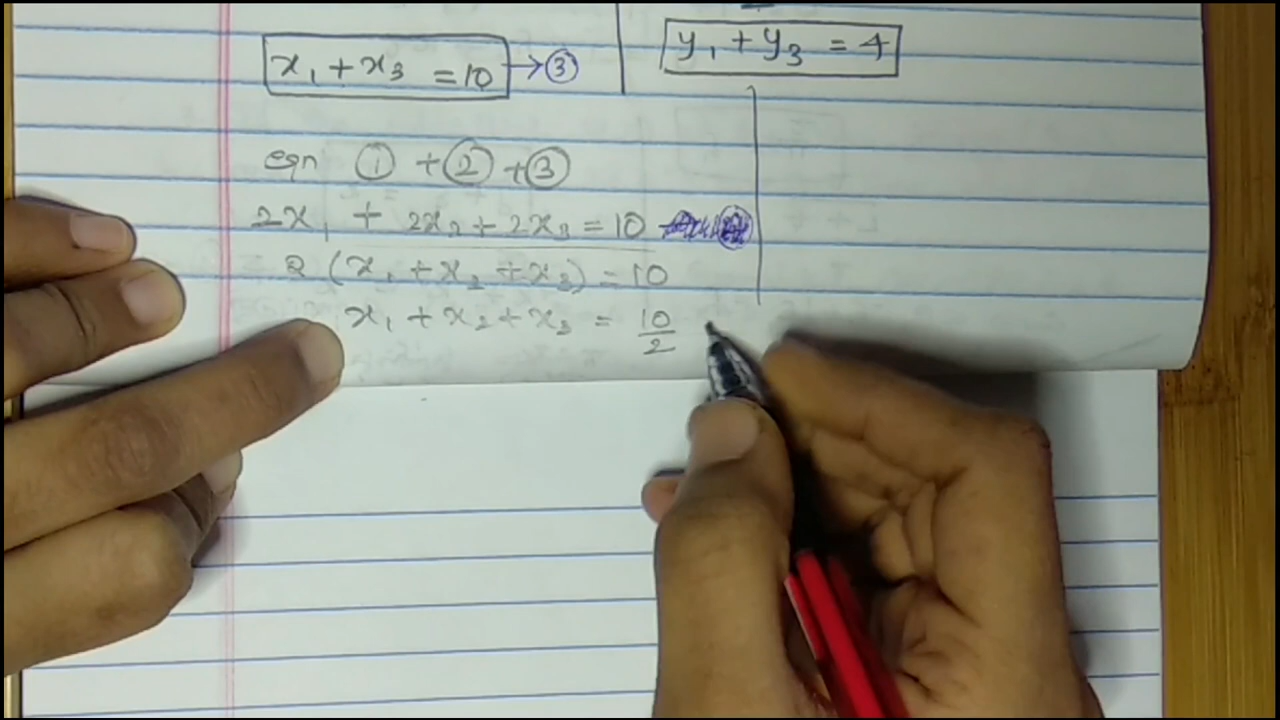 x₁ + x₃ = 10 → ③
y₁ + y₃ = 4
eqn ① + ② + ③
2x₁ + 2x₂ + 2x₃ = 10
2 (x₁ + x₂ + x₃) = 10
x₁ + x₂ + x₃ = 10/2